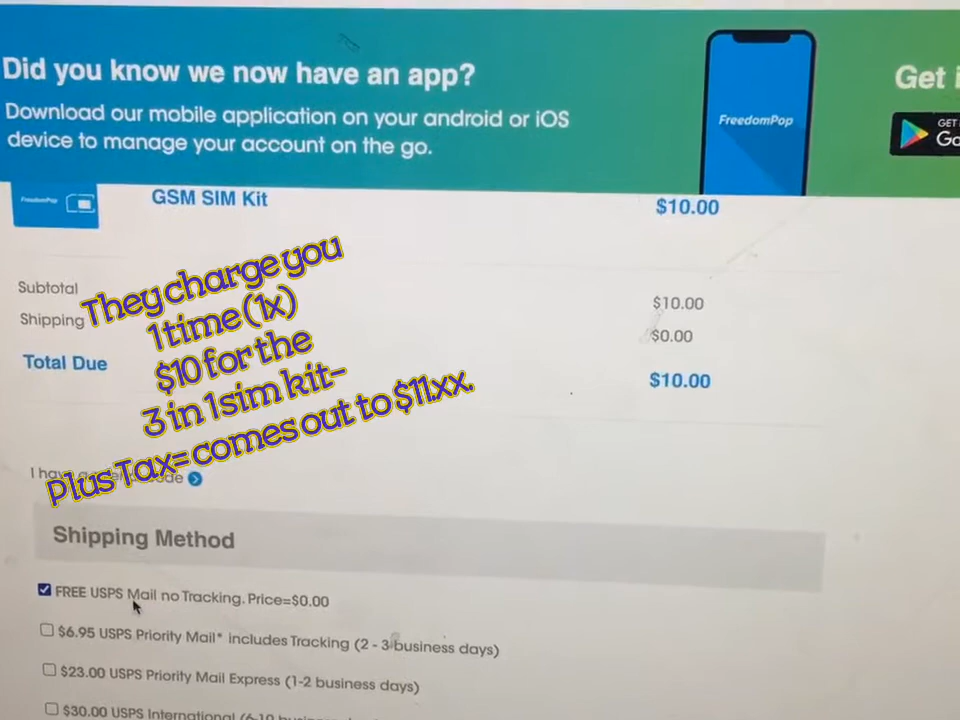 Did you know we now have an app?
Download our mobile application on your android or iOS
device to manage your account on the go.
FreedomPop
Get
GET
Go
FreedomPop
GSM SIM Kit
$10.00
Subtotal
$10.00
Shipping
$0.00
Total Due
$10.00
They charge you
1 time (1x)
$10 for the
3 in 1 sim kit-
Plus Tax= comes out to $11.xx.
I
Shipping Method
FREE USPS Mail no Tracking. Price=$0.00
$6.95 USPS Priority Mail* includes Tracking (2 - 3 business days)
$23.00 USPS Priority Mail Express (1-2 business days)
$30.00 USPS International (6-10